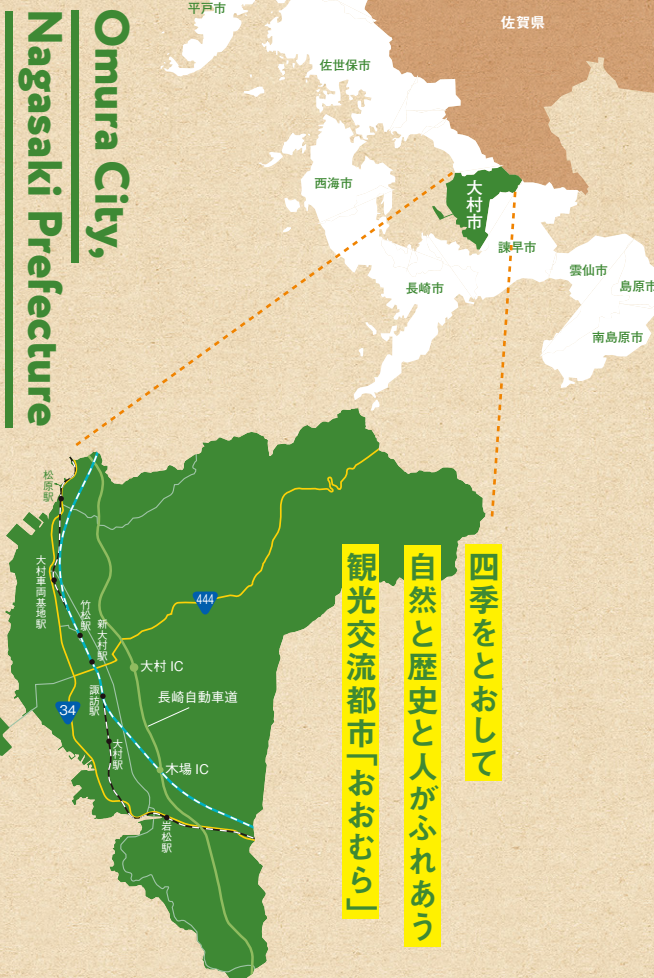 Omura City,
Nagasaki Prefecture
平戸市
佐賀県
佐世保市
西海市
大村市
諫早市
長崎市
雲仙市
島原市
南島原市
四季をとおして
自然と歴史と人がふれあう
観光交流都市「おおむら」
松原駅
大村車両基地駅
竹松駅
新大村駅
諏訪駅
大村駅
岩松駅
444
34
大村 IC
長崎自動車道
木場 IC